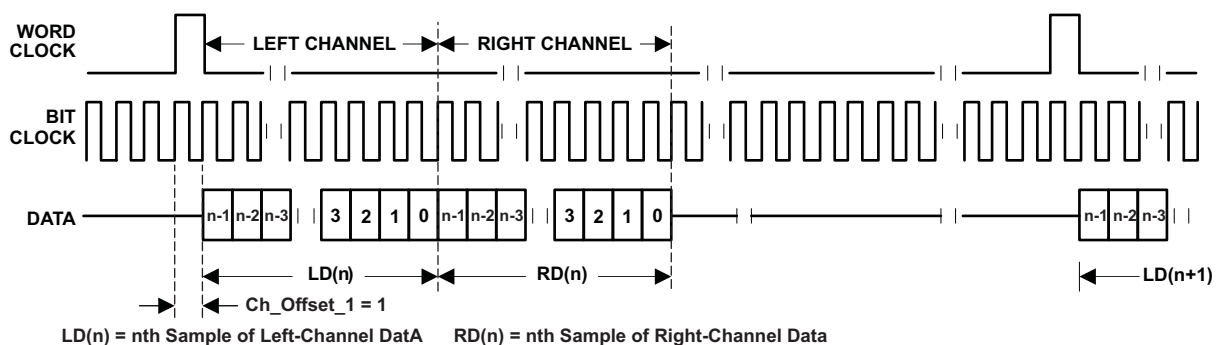 WORD
CLOCK
LEFT CHANNEL
RIGHT CHANNEL
BIT
CLOCK
DATA
n-1 n-2 n-3 3 2 1 0 n-1 n-2 n-3 3 2 1 0 n-1 n-2 n-3
LD(n) RD(n) LD(n+1)
Ch_Offset_1 = 1
LD(n) = nth Sample of Left-Channel DatA RD(n) = nth Sample of Right-Channel Data